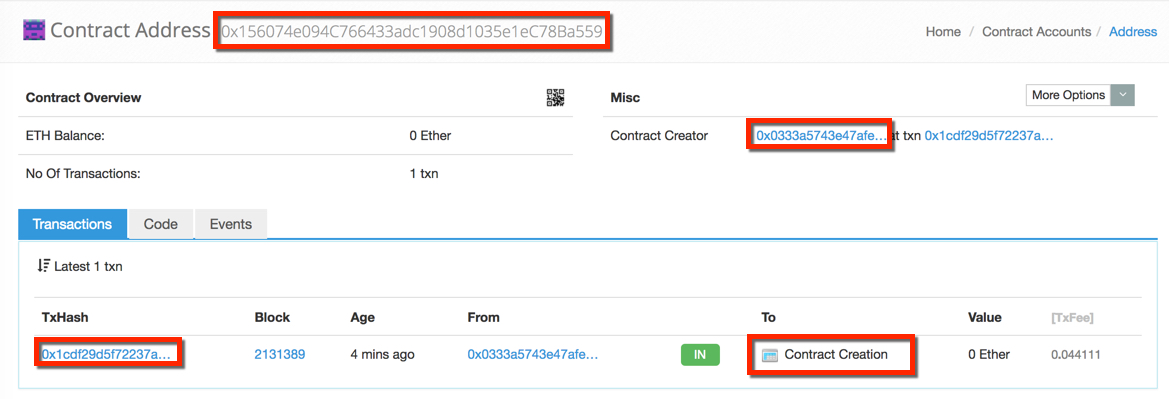 Contract Address 0x156074e094C766433adc1908d1035e1eC78Ba559
Home / Contract Accounts / Address
Contract Overview
Misc
More Options
ETH Balance: 0 Ether
Contract Creator 0x0333a5743e47afe... at txn 0x1cdf29d5f72237a...
No Of Transactions: 1 txn
Transactions Code Events
Latest 1 txn
TxHash Block Age From To Value [TxFee]
0x1cdf29d5f72237a... 2131389 4 mins ago 0x0333a5743e47afe... IN Contract Creation 0 Ether 0.044111